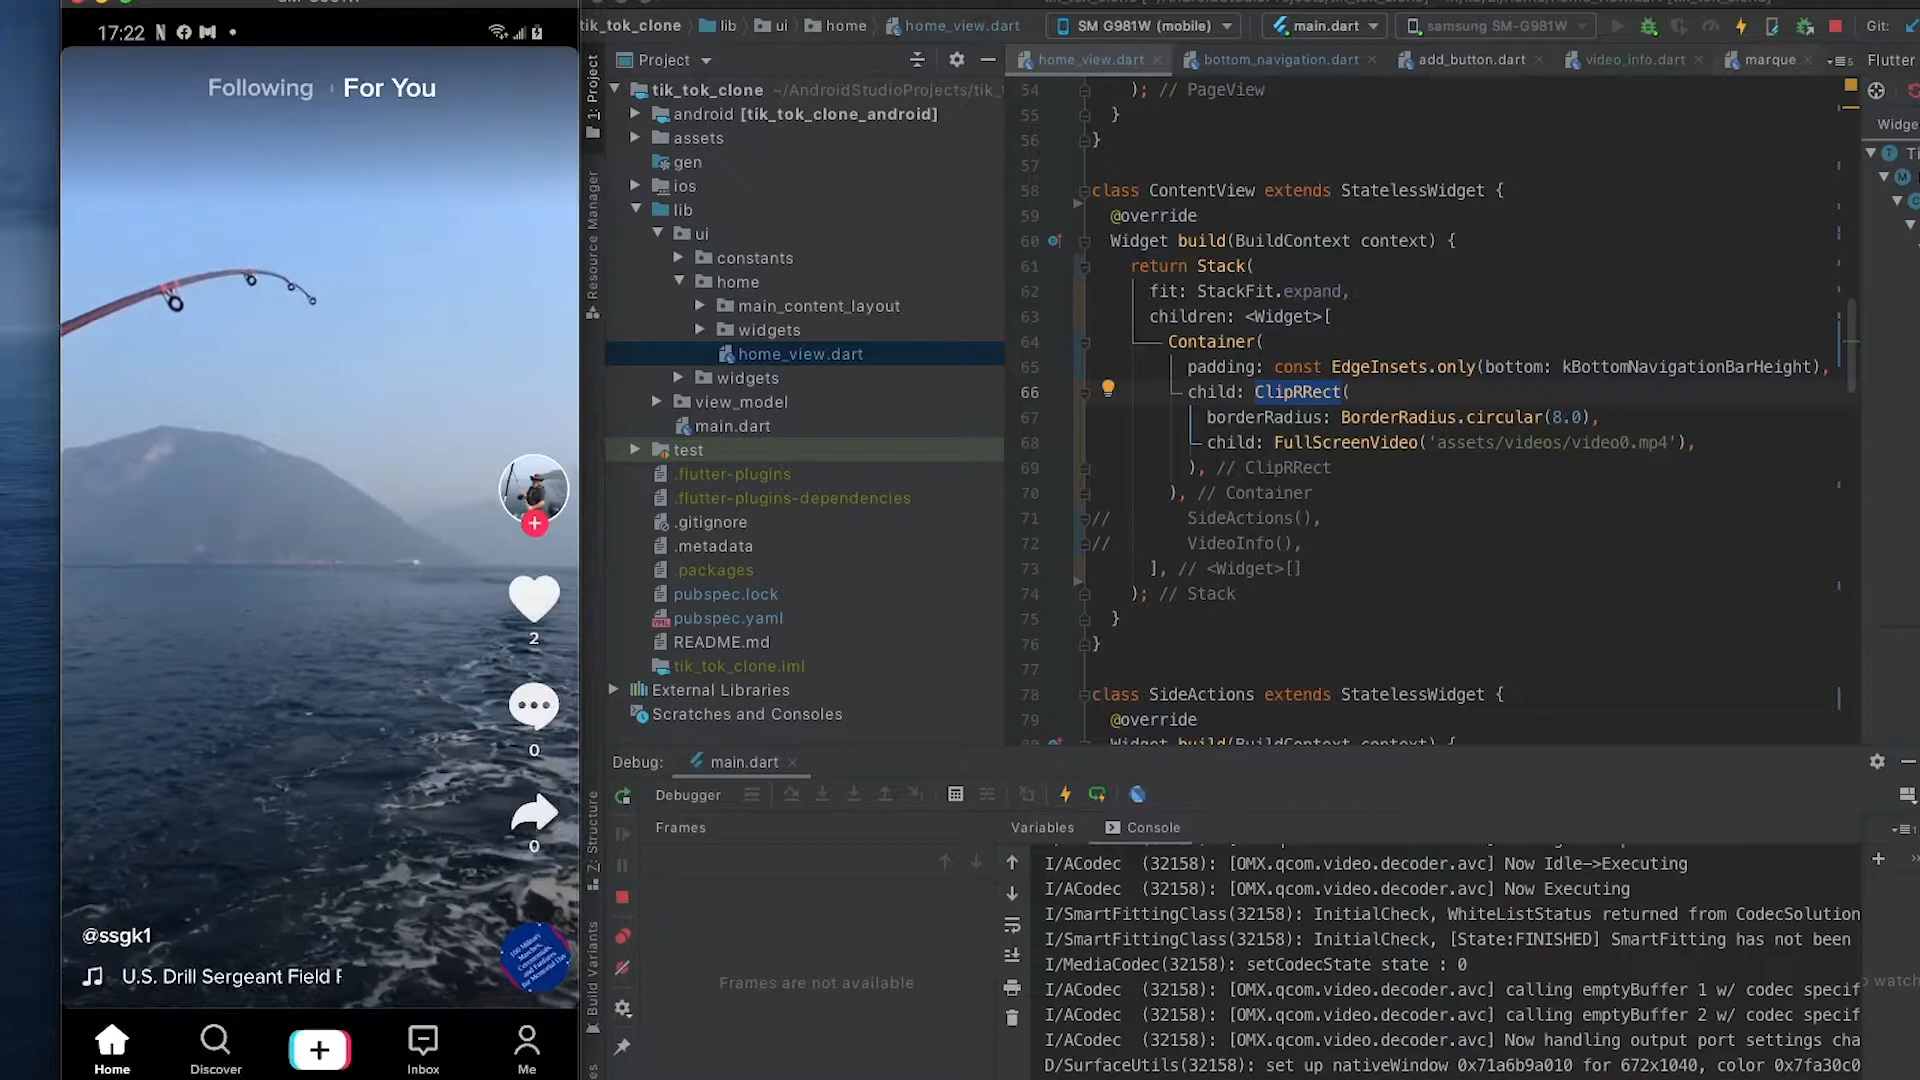 17:22
Following
For You
2
0
0
@ssgk1
U.S. Drill Sergeant Field F
Home
Discover
Inbox
Me
tik_tok_clone
lib
ui
home
home_view.dart
SM G981W (mobile)
main.dart
samsung SM-G981W
Git:
1: Project
Resource Manager
Z: Structure
Build Variants
Project
tik_tok_clone ~/AndroidStudioProjects/tik_
android [tik_tok_clone_android]
assets
gen
ios
lib
ui
constants
home
main_content_layout
widgets
home_view.dart
widgets
view_model
main.dart
test
.flutter-plugins
.flutter-plugins-dependencies
.gitignore
.metadata
.packages
pubspec.lock
pubspec.yaml
README.md
tik_tok_clone.iml
External Libraries
Scratches and Consoles
home_view.dart
bottom_navigation.dart
add_button.dart
video_info.dart
marque
Flutter
Widge
54 ); // PageView
55 }
56 }
57
58 class ContentView extends StatelessWidget {
59 @override
60 Widget build(BuildContext context) {
61 return Stack(
62 fit: StackFit.expand,
63 children: <Widget>[
64 Container(
65 padding: const EdgeInsets.only(bottom: kBottomNavigationBarHeight),
66 child: ClipRRect(
67 borderRadius: BorderRadius.circular(8.0),
68 child: FullScreenVideo('assets/videos/video0.mp4'),
69 ), // ClipRRect
70 ), // Container
71 // SideActions(),
72 // VideoInfo(),
73 ], // <Widget>[]
74 ); // Stack
75 }
76 }
77
78 class SideActions extends StatelessWidget {
79 @override
Widget build(BuildContext context) {
Debug:
main.dart
Debugger
Frames
Frames are not available
Variables
Console
I/ACodec (32158): [OMX.qcom.video.decoder.avc] Now Idle->Executing
I/ACodec (32158): [OMX.qcom.video.decoder.avc] Now Executing
I/SmartFittingClass(32158): InitialCheck, WhiteListStatus returned from CodecSolution
I/SmartFittingClass(32158): InitialCheck, [State:FINISHED] SmartFitting has not been
I/MediaCodec(32158): setCodecState state : 0
I/ACodec (32158): [OMX.qcom.video.decoder.avc] calling emptyBuffer 1 w/ codec specif
I/ACodec (32158): [OMX.qcom.video.decoder.avc] calling emptyBuffer 2 w/ codec specif
I/ACodec (32158): [OMX.qcom.video.decoder.avc] Now handling output port settings cha
D/SurfaceUtils(32158): set up nativeWindow 0x71a6b9a010 for 672x1040, color 0x7fa30c0
o watch